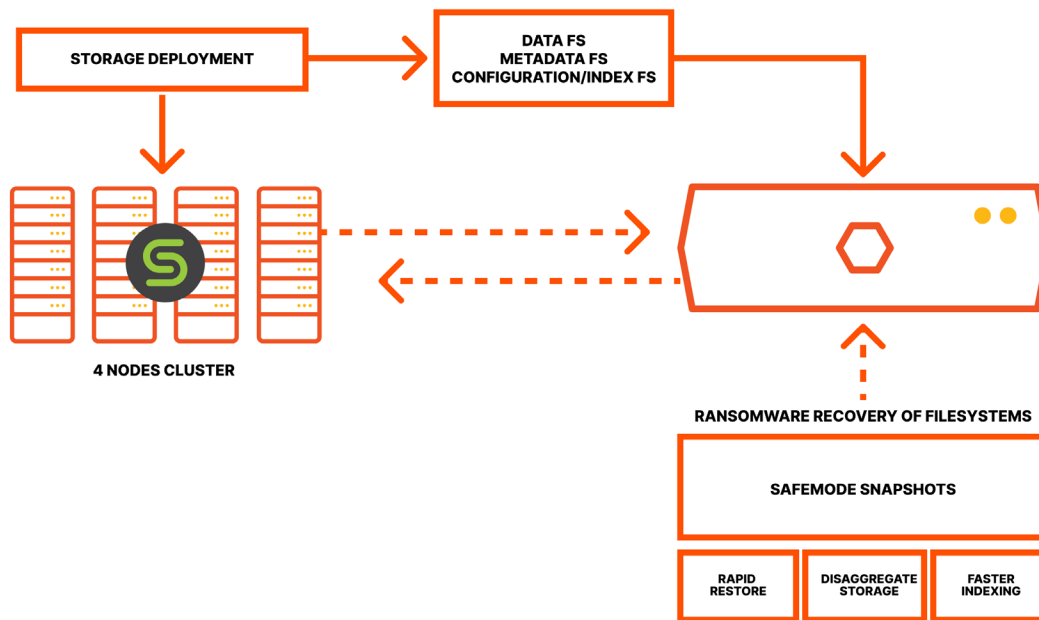 STORAGE DEPLOYMENT
DATA FS
METADATA FS
CONFIGURATION/INDEX FS
4 NODES CLUSTER
RANSOMWARE RECOVERY OF FILESYSTEMS
SAFEMODE SNAPSHOTS
RAPID
RESTORE
DISAGGREGATE
STORAGE
FASTER
INDEXING